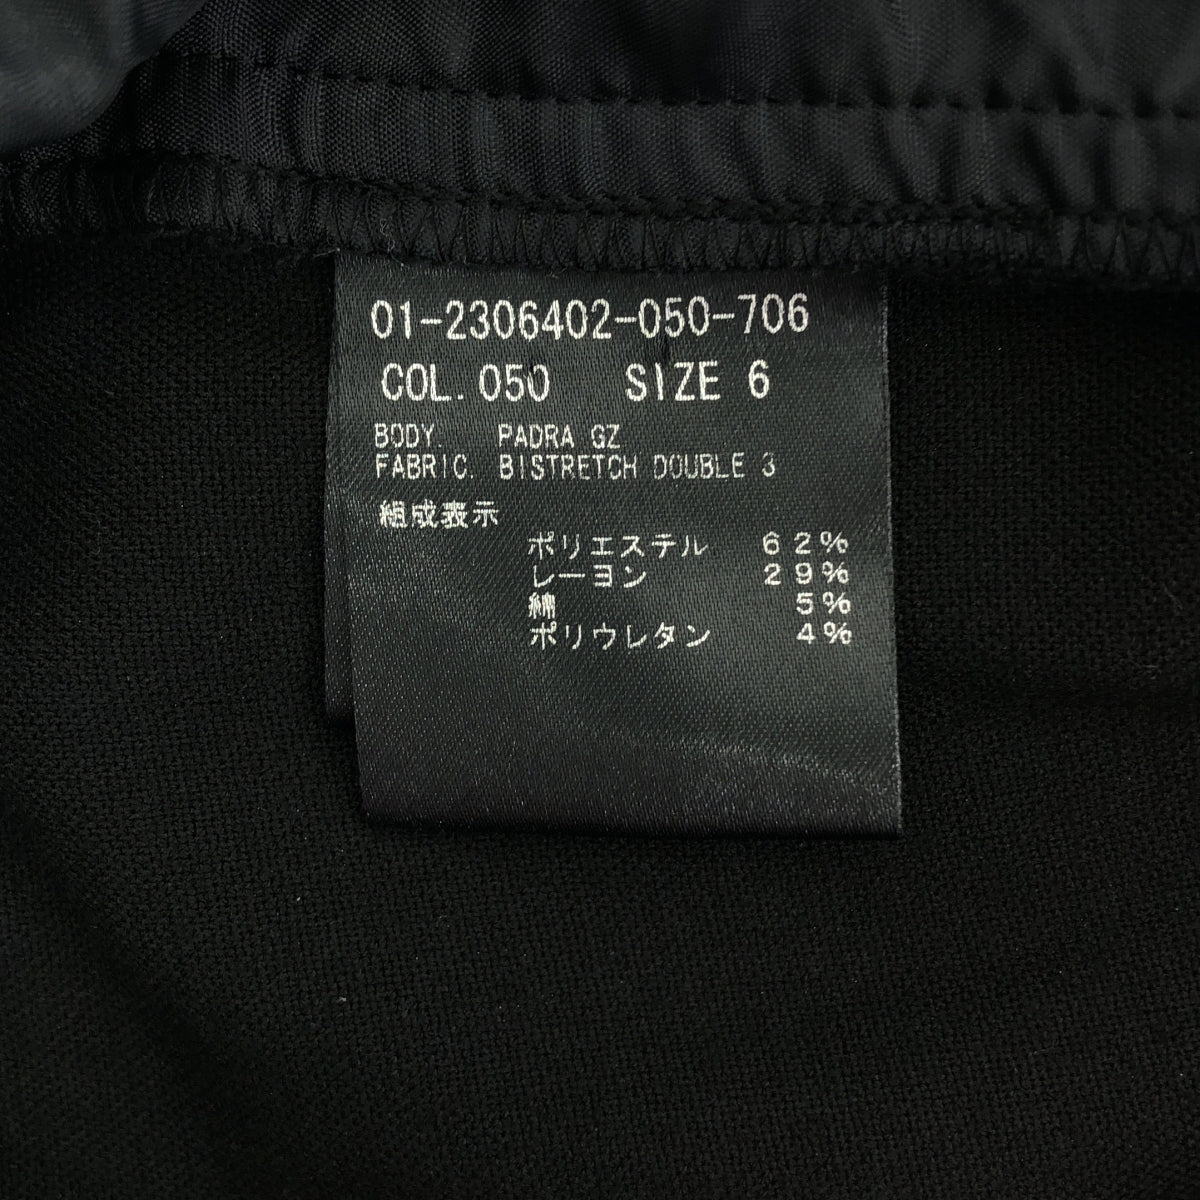 01-2306402-050-706
COL. 050 SIZE 6
BODY. PADRA GZ
FABRIC. BISTRETCH DOUBLE 3
組成表示
ポリエステル 62%
レーヨン 29%
綿 5%
ポリウレタン 4%